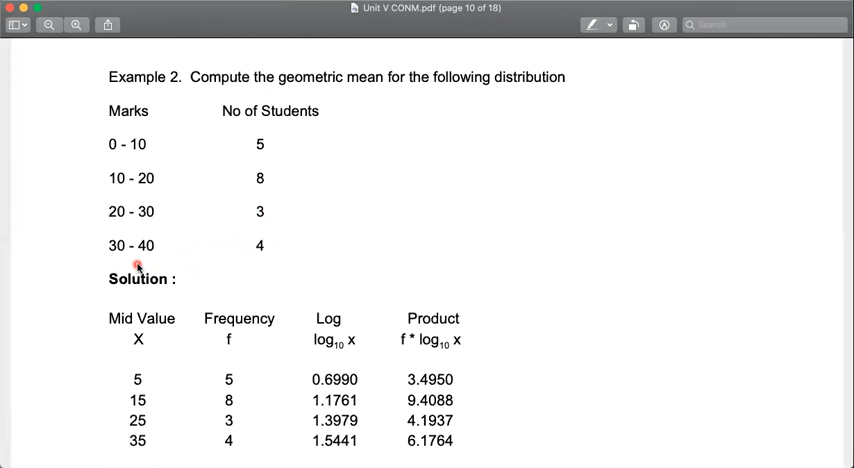 Unit V CONM.pdf (page 10 of 18)
Search
Example 2. Compute the geometric mean for the following distribution
Marks No of Students
0 - 10 5
10 - 20 8
20 - 30 3
30 - 40 4
Solution :
Mid Value Frequency Log Product
X f log₁₀ x f * log₁₀ x
5 5 0.6990 3.4950
15 8 1.1761 9.4088
25 3 1.3979 4.1937
35 4 1.5441 6.1764